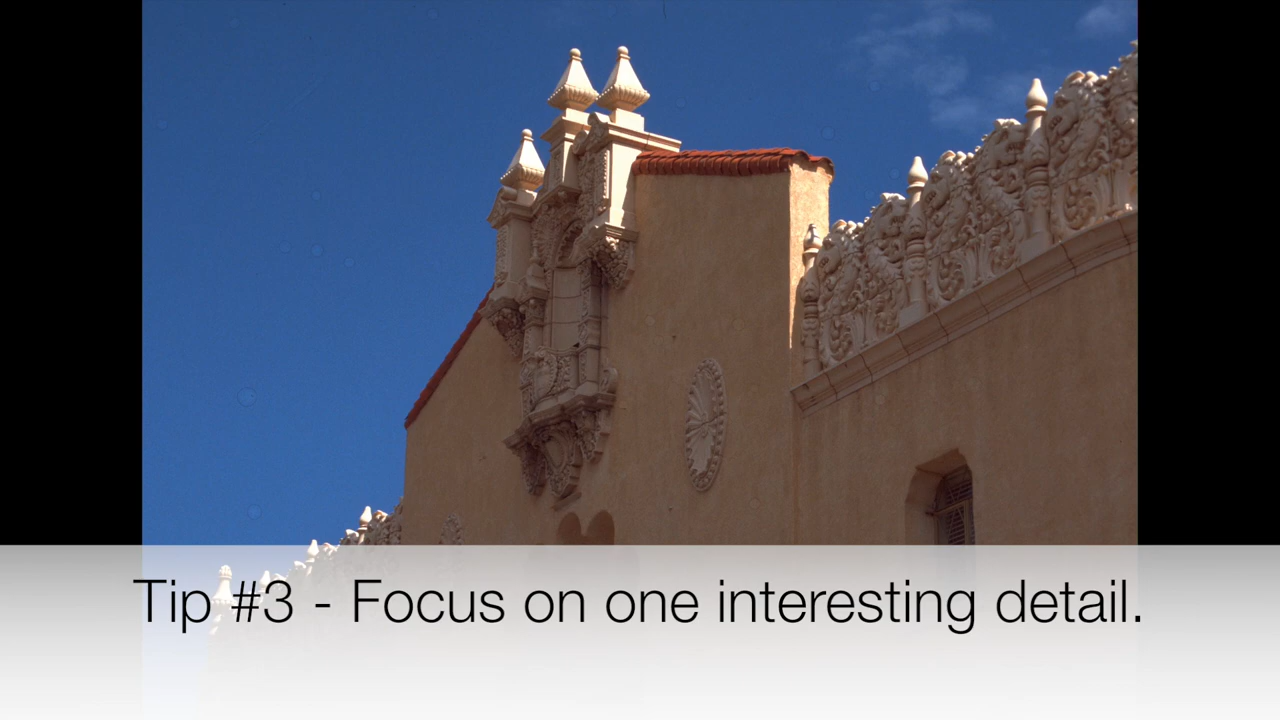 Tip #3 - Focus on one interesting detail.